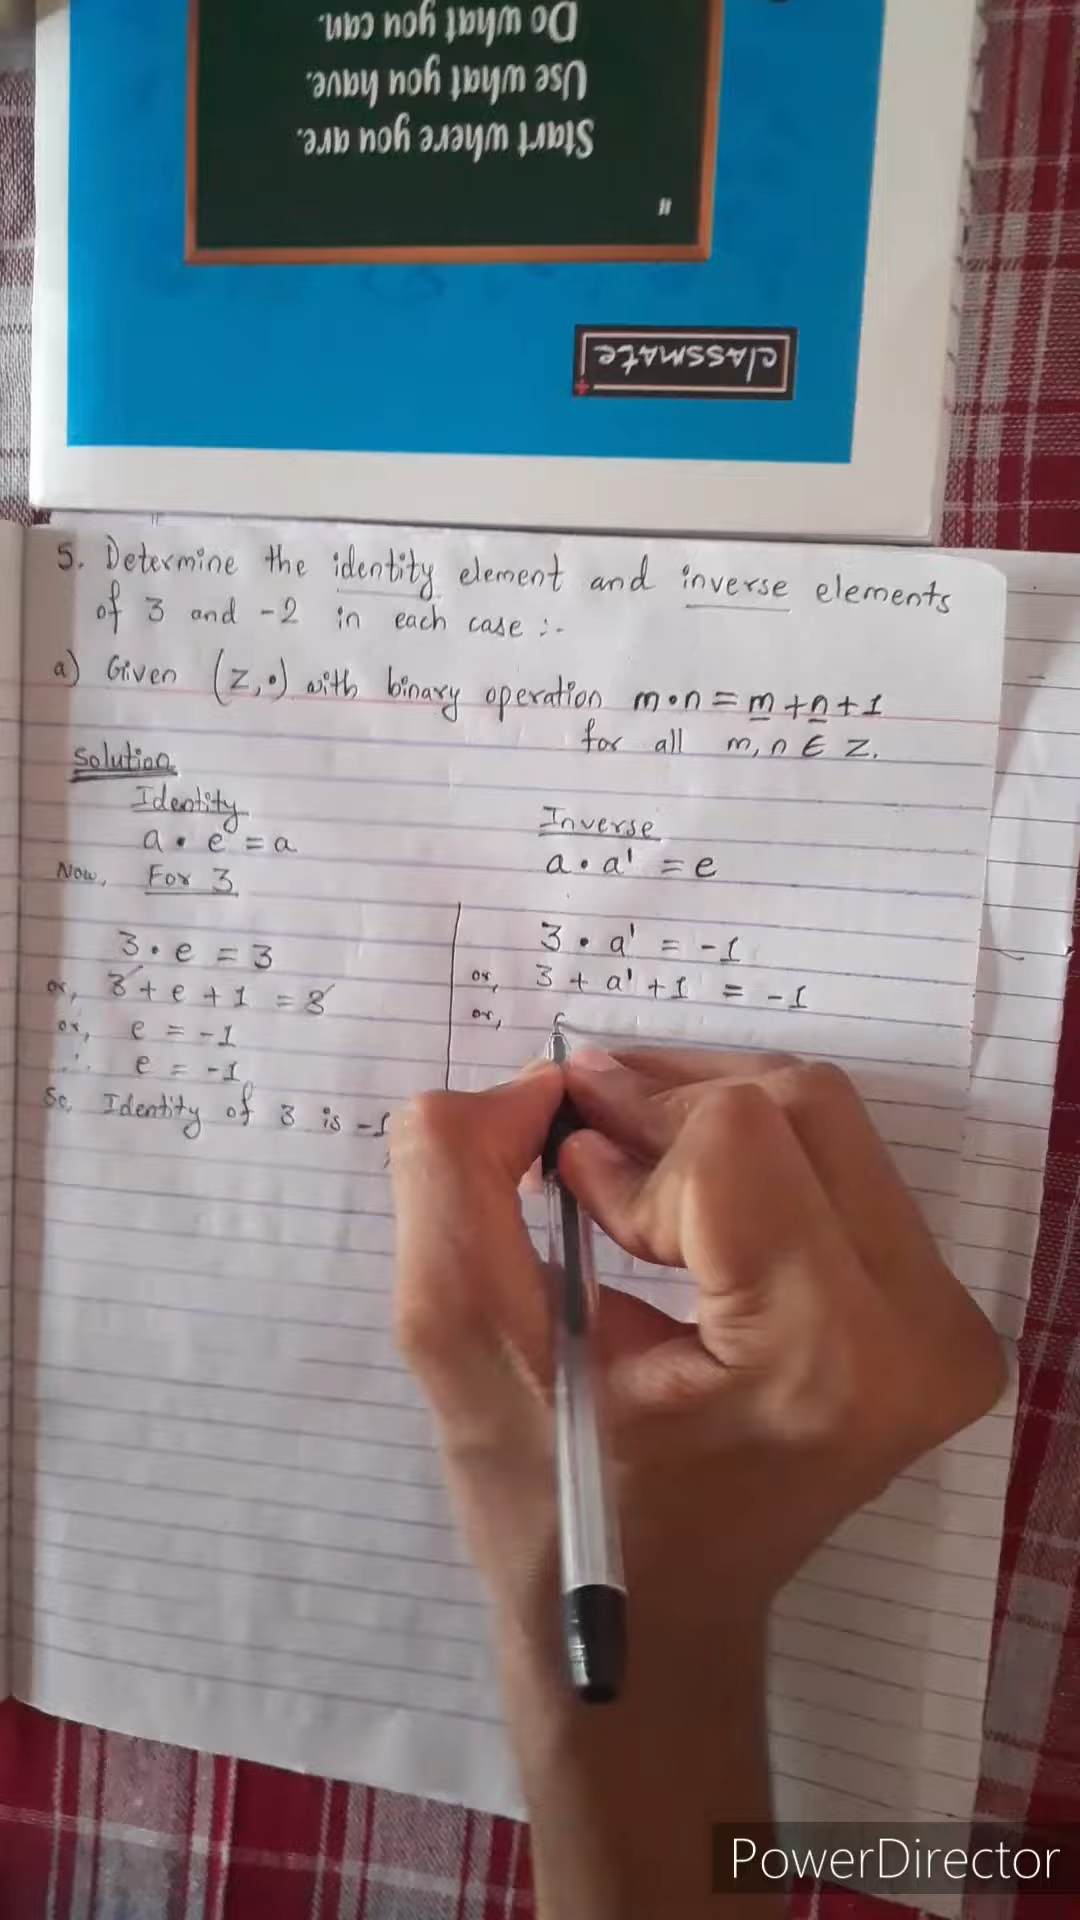 Do what you can.
Use what you have.
Start where you are.
"
classmate
5. Determine the identity element and inverse elements
of 3 and -2 in each case :-
a) Given (Z,•) with binary operation m•n = m+n+1
for all m, n ∈ Z.
Solution
Identity
a • e = a
Now, For 3
3 • e = 3
or, 3 + e + 1 = 3
or, e = -1
∴ e = -1
So, Identity of 3 is -1
Inverse
a • a' = e
3 • a' = -1
or, 3 + a' + 1 = -1
or,
PowerDirector